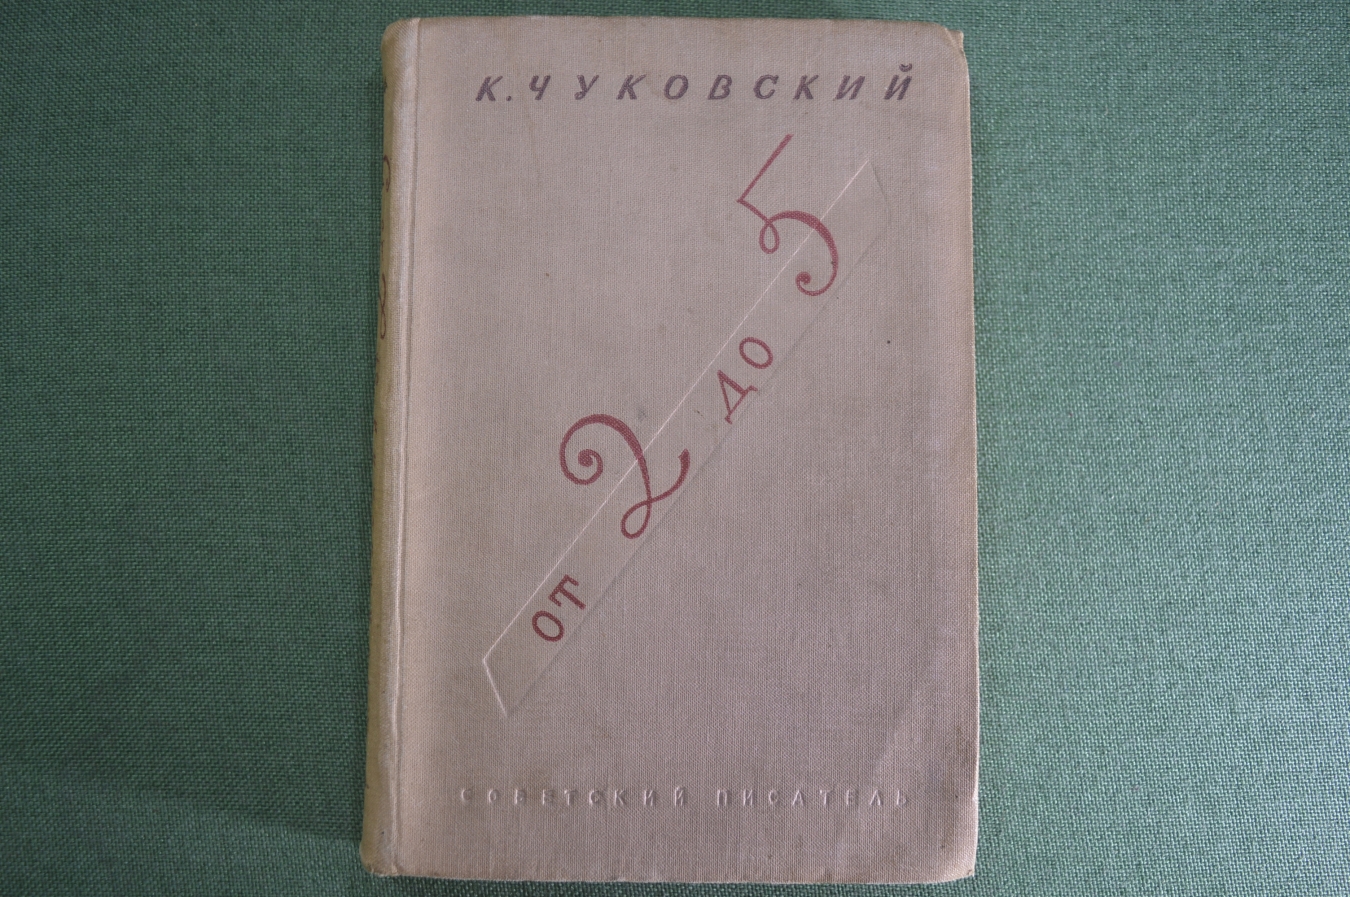 К. ЧУКОВСКИЙ
от 2 до 5
СОВЕТСКИЙ ПИСАТЕЛЬ